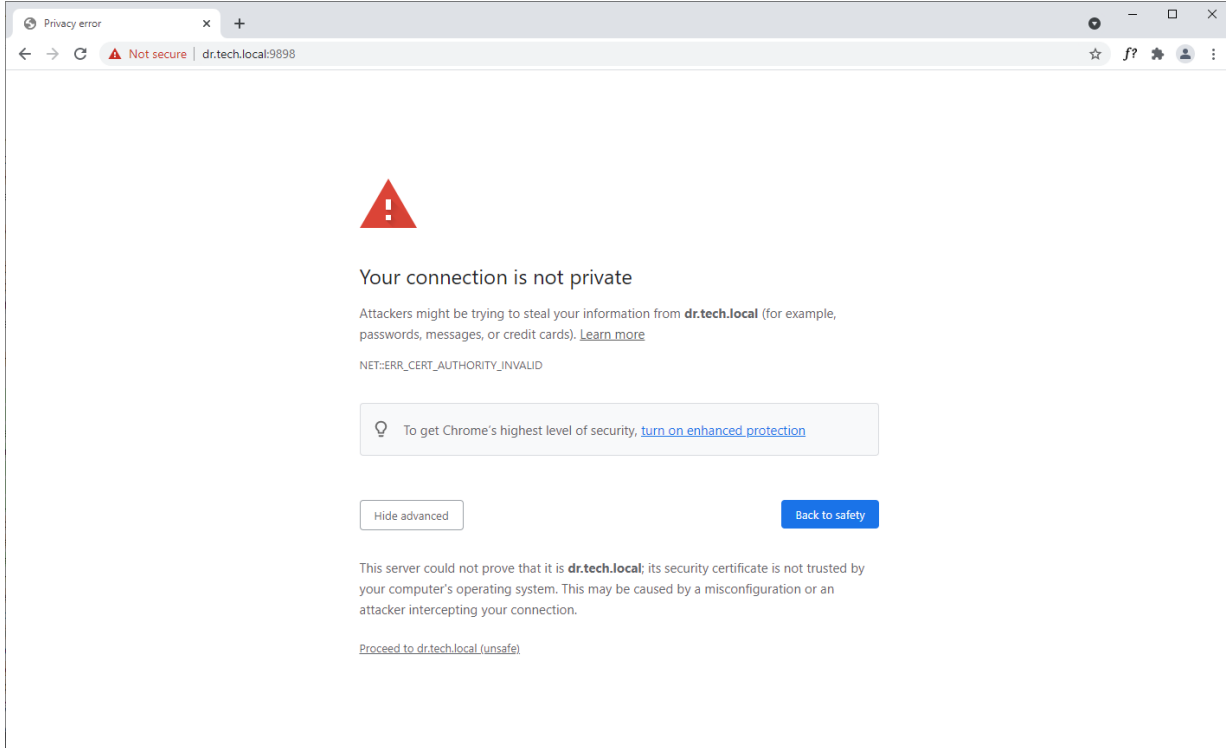 Privacy error
Not secure dr.tech.local:9898
f?
Your connection is not private
Attackers might be trying to steal your information from dr.tech.local (for example,
passwords, messages, or credit cards). Learn more
NET::ERR_CERT_AUTHORITY_INVALID
To get Chrome's highest level of security, turn on enhanced protection
Hide advanced
Back to safety
This server could not prove that it is dr.tech.local; its security certificate is not trusted by
your computer's operating system. This may be caused by a misconfiguration or an
attacker intercepting your connection.
Proceed to dr.tech.local (unsafe)